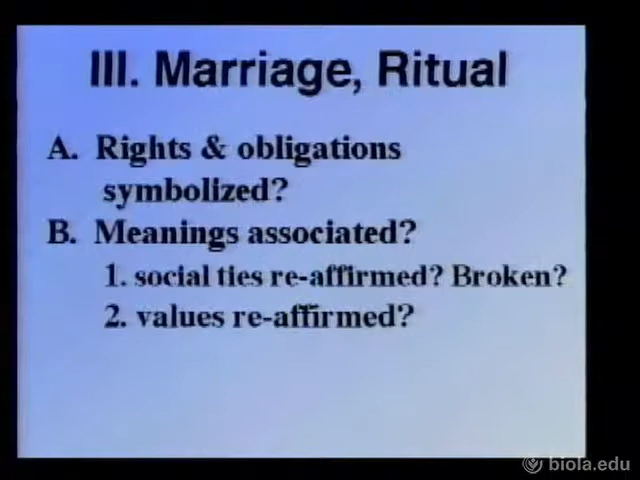 III. Marriage, Ritual
A. Rights & obligations
symbolized?
B. Meanings associated?
1. social ties re-affirmed? Broken?
2. values re-affirmed?
biola.edu